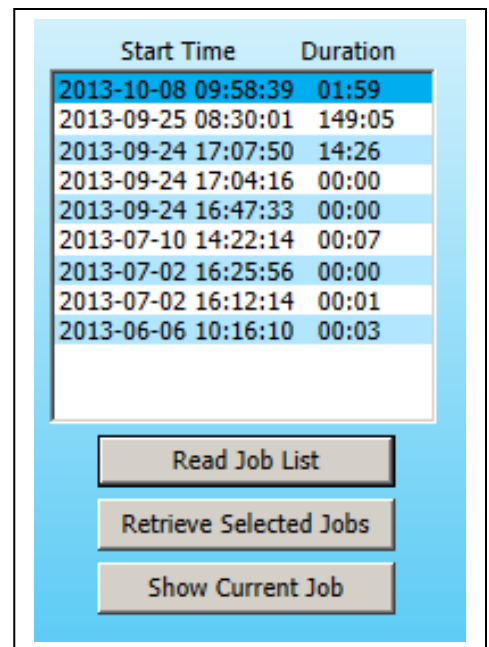 Start Time Duration
2013-10-08 09:58:39 01:59
2013-09-25 08:30:01 149:05
2013-09-24 17:07:50 14:26
2013-09-24 17:04:16 00:00
2013-09-24 16:47:33 00:00
2013-07-10 14:22:14 00:07
2013-07-02 16:25:56 00:00
2013-07-02 16:12:14 00:01
2013-06-06 10:16:10 00:03
Read Job List
Retrieve Selected Jobs
Show Current Job